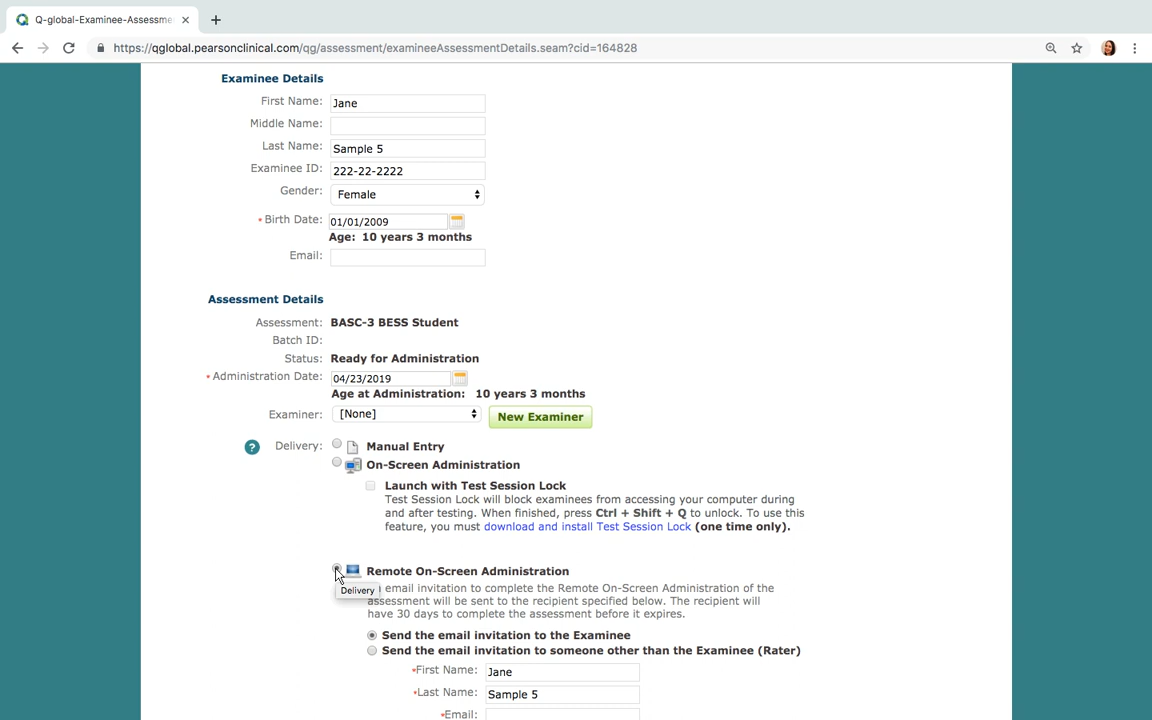 Q-global-Examinee-Assessme
https://qglobal.pearsonclinical.com/qg/assessment/examineeAssessmentDetails.seam?cid=164828
Examinee Details
First Name: Jane
Middle Name:
Last Name: Sample 5
Examinee ID: 222-22-2222
Gender: Female
* Birth Date: 01/01/2009
Age: 10 years 3 months
Email:
Assessment Details
Assessment: BASC-3 BESS Student
Batch ID:
Status: Ready for Administration
* Administration Date: 04/23/2019
Age at Administration: 10 years 3 months
Examiner: [None] New Examiner
? Delivery: Manual Entry
On-Screen Administration
Launch with Test Session Lock
Test Session Lock will block examinees from accessing your computer during
and after testing. When finished, press Ctrl + Shift + Q to unlock. To use this
feature, you must download and install Test Session Lock (one time only).
Remote On-Screen Administration
email invitation to complete the Remote On-Screen Administration of the
Delivery
assessment will be sent to the recipient specified below. The recipient will
have 30 days to complete the assessment before it expires.
Send the email invitation to the Examinee
Send the email invitation to someone other than the Examinee (Rater)
*First Name: Jane
*Last Name: Sample 5
*Email: